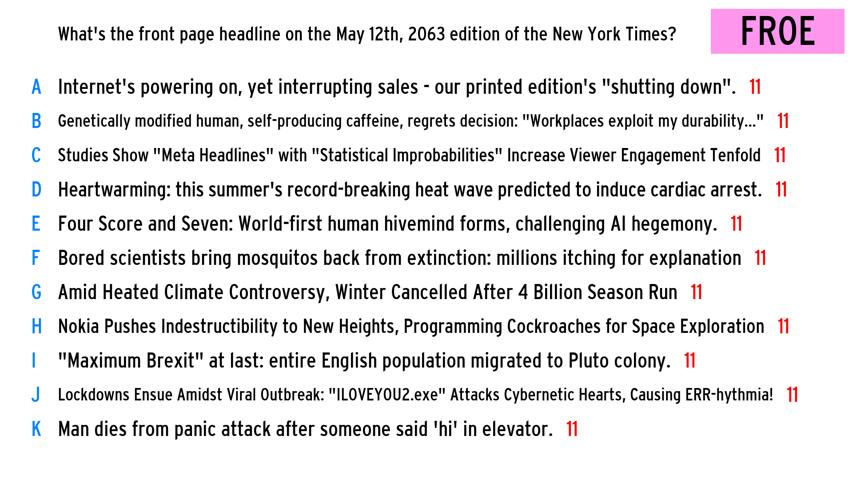 What's the front page headline on the May 12th, 2063 edition of the New York Times? FROE
A Internet's powering on, yet interrupting sales - our printed edition's "shutting down". 11
B Genetically modified human, self-producing caffeine, regrets decision: "Workplaces exploit my durability..." 11
C Studies Show "Meta Headlines" with "Statistical Improbabilities" Increase Viewer Engagement Tenfold 11
D Heartwarming: this summer's record-breaking heat wave predicted to induce cardiac arrest. 11
E Four Score and Seven: World-first human hivemind forms, challenging AI hegemony. 11
F Bored scientists bring mosquitos back from extinction: millions itching for explanation 11
G Amid Heated Climate Controversy, Winter Cancelled After 4 Billion Season Run 11
H Nokia Pushes Indestructibility to New Heights, Programming Cockroaches for Space Exploration 11
I "Maximum Brexit" at last: entire English population migrated to Pluto colony. 11
J Lockdowns Ensue Amidst Viral Outbreak: "ILOVEYOU2.exe" Attacks Cybernetic Hearts, Causing ERR-hythmia! 11
K Man dies from panic attack after someone said 'hi' in elevator. 11